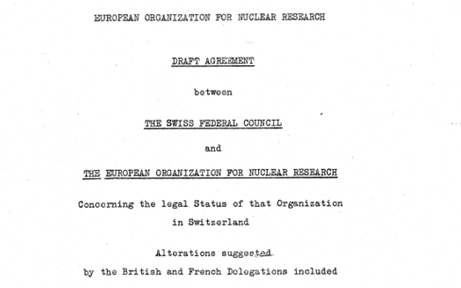 EUROPEAN ORGANIZATION FOR NUCLEAR RESEARCH
DRAFT AGREEMENT
between
THE SWISS FEDERAL COUNCIL
and
THE EUROPEAN ORGANIZATION FOR NUCLEAR RESEARCH
Concerning the legal Status of that Organization
in Switzerland
Alterations suggested
by the British and French Delegations included